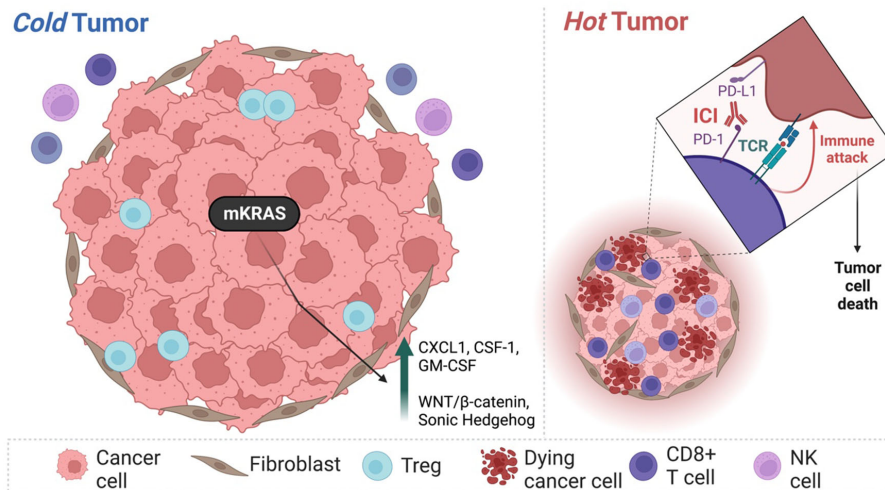 Cold Tumor
mKRAS
CXCL1, CSF-1,
GM-CSF
WNT/β-catenin,
Sonic Hedgehog
Hot Tumor
PD-L1
ICI
PD-1
TCR
Immune
attack
Tumor
cell
death
Cancer
cell
Fibroblast
Treg
Dying
cancer cell
CD8+
T cell
NK
cell